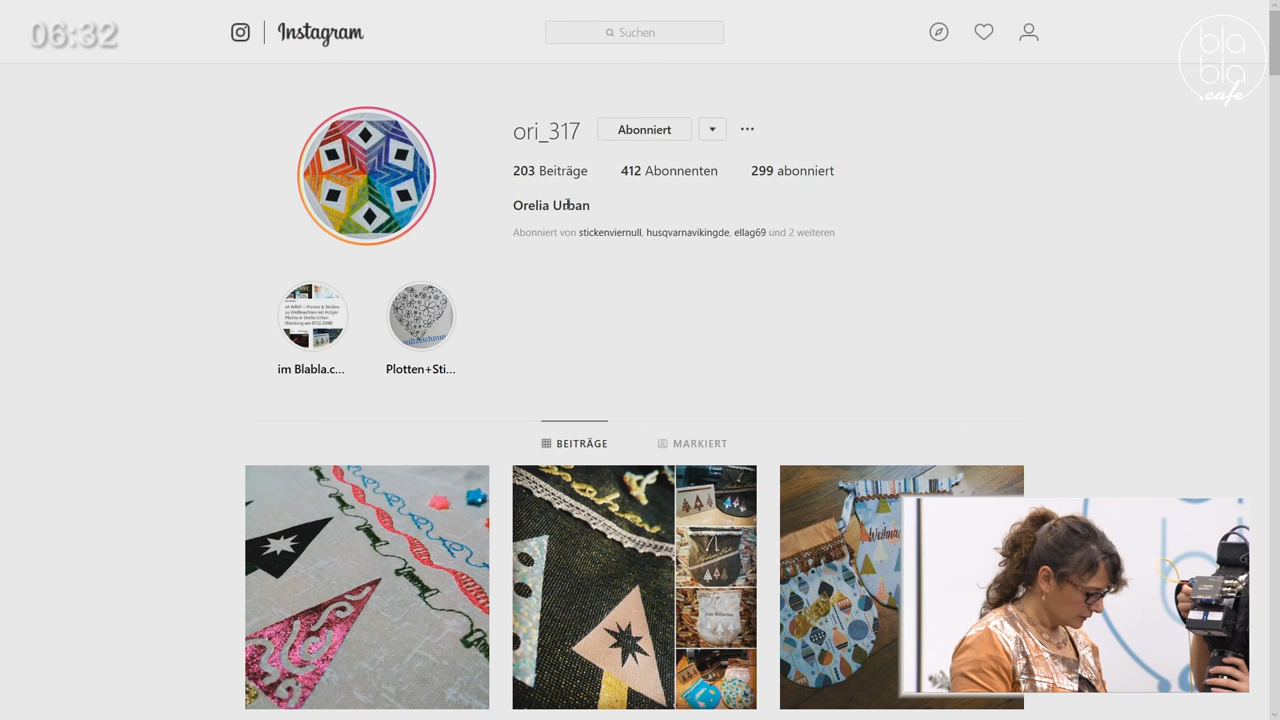 06:32
Instagram
Suchen
bla
bla
.cafe
ori_317
Abonniert
203 Beiträge
412 Abonnenten
299 abonniert
Orelia Urban
Abonniert von stickenviernull, husqvarnavikingde, ellag69 und 2 weiteren
im Blabla.c...
Plotten+Sti...
BEITRÄGE
MARKIERT